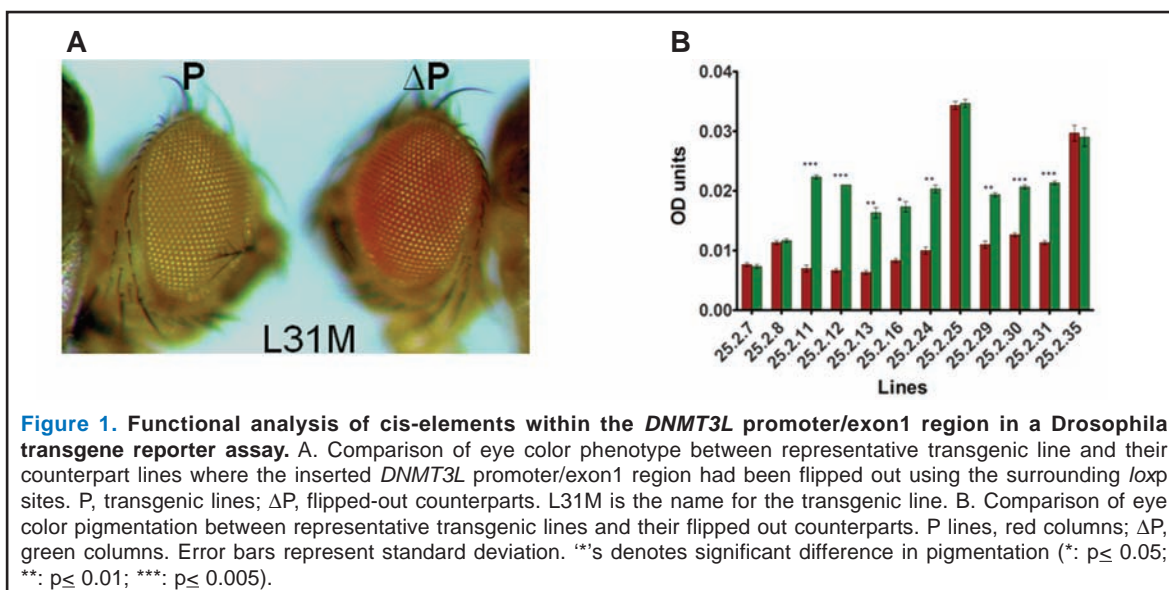 A
P
ΔP
L31M
B
OD units
0.04
0.03
0.02
0.01
0.00
***
***
**
*
**
**
***
***
25.2.7
25.2.8
25.2.11
25.2.12
25.2.13
25.2.16
25.2.24
25.2.25
25.2.29
25.2.30
25.2.31
25.2.35
Lines
Figure 1. Functional analysis of cis-elements within the DNMT3L promoter/exon1 region in a Drosophila
transgene reporter assay. A. Comparison of eye color phenotype between representative transgenic line and their
counterpart lines where the inserted DNMT3L promoter/exon1 region had been flipped out using the surrounding loxp
sites. P, transgenic lines; ΔP, flipped-out counterparts. L31M is the name for the transgenic line. B. Comparison of eye
color pigmentation between representative transgenic lines and their flipped out counterparts. P lines, red columns; ΔP,
green columns. Error bars represent standard deviation. ‘*’s denotes significant difference in pigmentation (*: p≤ 0.05;
**: p≤ 0.01; ***: p≤ 0.005).